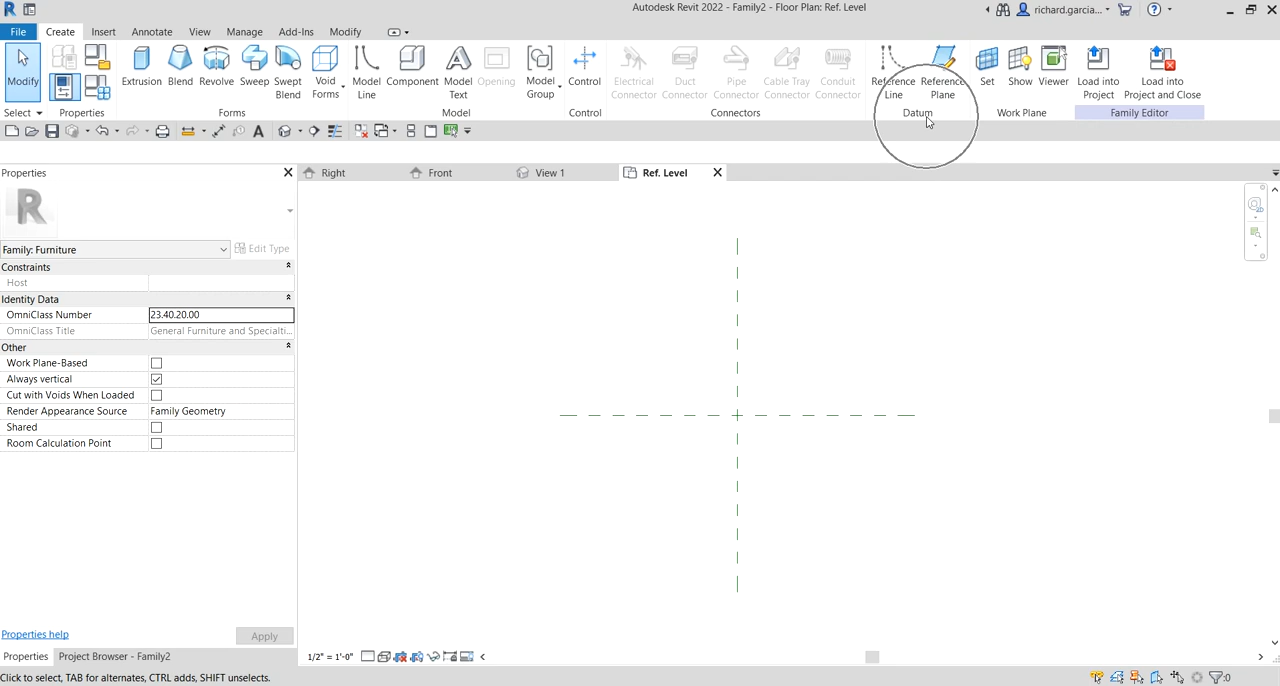 Autodesk Revit 2022 - Family2 - Floor Plan: Ref. Level
richard.garcia...
File Create Insert Annotate View Manage Add-Ins Modify
Modify
Extrusion Blend Revolve Sweep Swept Blend Void Forms
Model Line Component Model Text Opening Model Group
Control
Electrical Connector Duct Connector Pipe Connector Cable Tray Connector Conduit Connector
Reference Line Reference Plane
Set Show Viewer
Load into Project Load into Project and Close
Select Properties Forms Model Control Connectors Datum Work Plane Family Editor
Properties
Right Front View 1 Ref. Level
Family: Furniture Edit Type
Constraints
Host
Identity Data
OmniClass Number 23.40.20.00
OmniClass Title General Furniture and Specialti...
Other
Work Plane-Based
Always vertical
Cut with Voids When Loaded
Render Appearance Source Family Geometry
Shared
Room Calculation Point
Properties help Apply
Properties Project Browser - Family2
1/2" = 1'-0"
Click to select, TAB for alternates, CTRL adds, SHIFT unselects.
:0